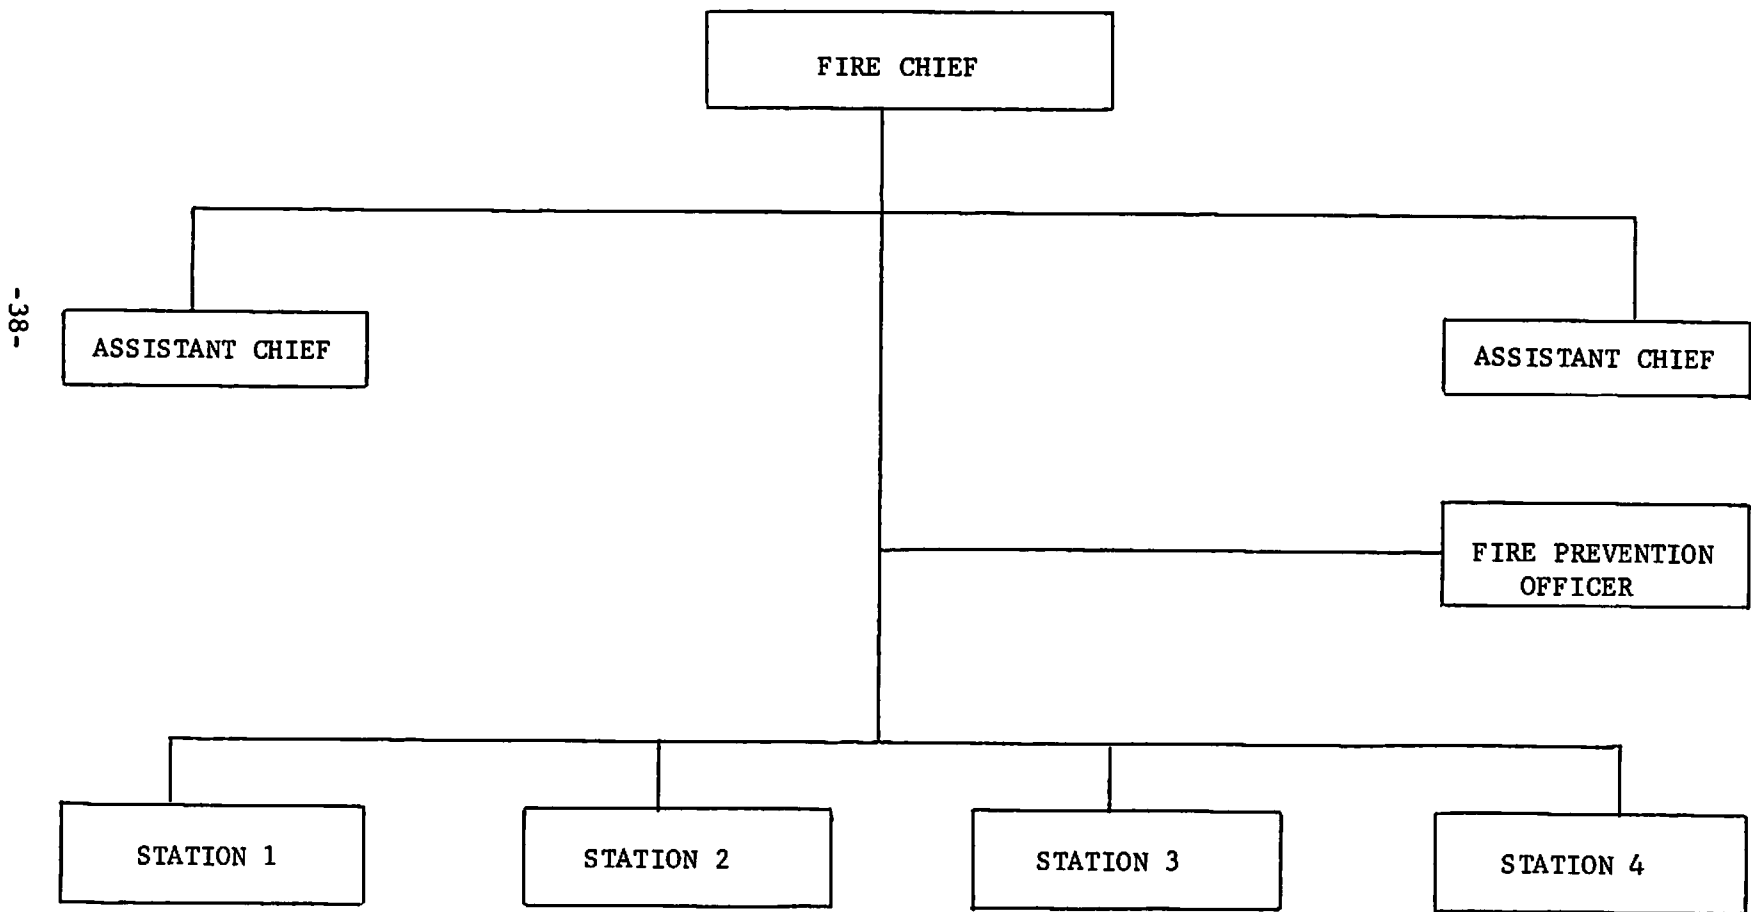 FIRE CHIEF
-38-
ASSISTANT CHIEF
ASSISTANT CHIEF
FIRE PREVENTION
OFFICER
STATION 1
STATION 2
STATION 3
STATION 4